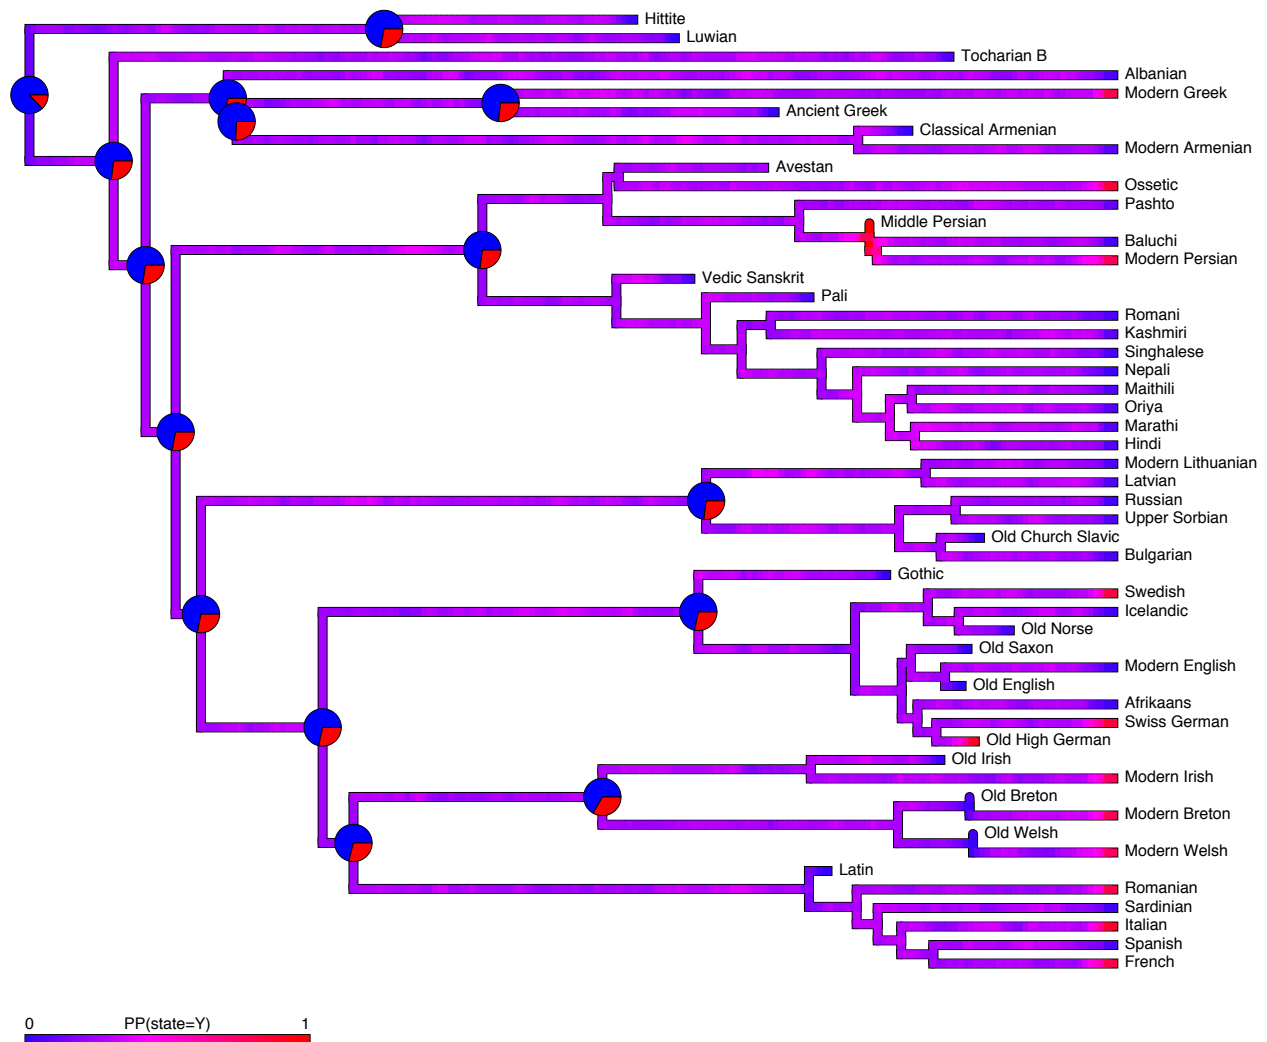 Hittite
Luwian
Tocharian B
Albanian
Modern Greek
Ancient Greek
Classical Armenian
Modern Armenian
Avestan
Ossetic
Pashto
Middle Persian
Baluchi
Modern Persian
Vedic Sanskrit
Pali
Romani
Kashmiri
Singhalese
Nepali
Maithili
Oriya
Marathi
Hindi
Modern Lithuanian
Latvian
Russian
Upper Sorbian
Old Church Slavic
Bulgarian
Gothic
Swedish
Icelandic
Old Norse
Old Saxon
Modern English
Old English
Afrikaans
Swiss German
Old High German
Old Irish
Modern Irish
Old Breton
Modern Breton
Old Welsh
Modern Welsh
Latin
Romanian
Sardinian
Italian
Spanish
French
0 PP(state=Y) 1